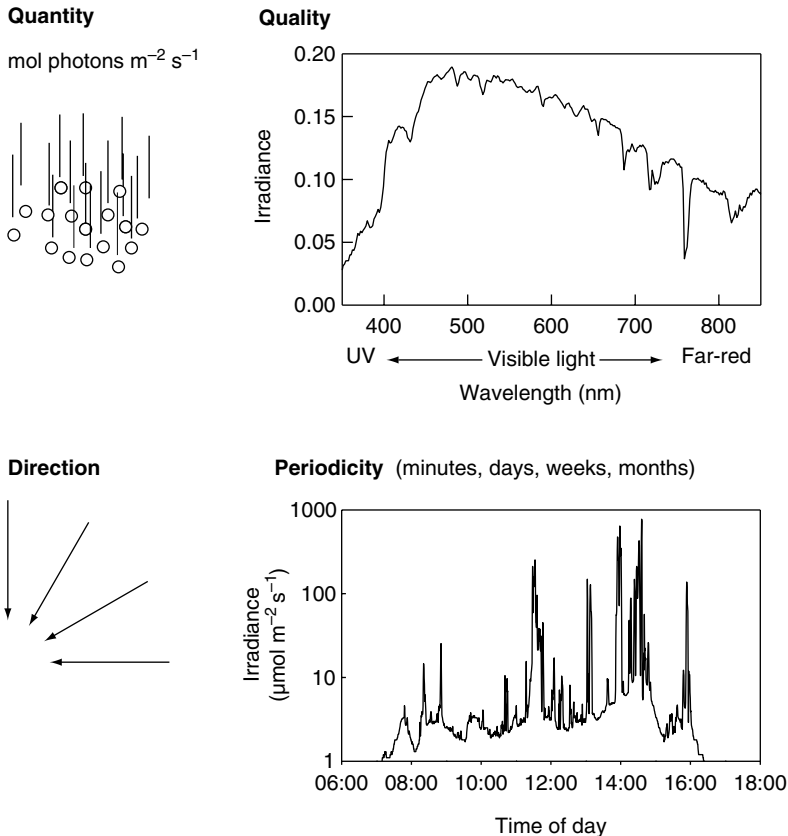 Quantity
mol photons m⁻² s⁻¹
Quality
Irradiance
0.20
0.15
0.10
0.05
0.00
400 500 600 700 800
UV Visible light Far-red
Wavelength (nm)
Direction
Periodicity (minutes, days, weeks, months)
Irradiance
(µmol m⁻² s⁻¹)
1000
100
10
1
06:00 08:00 10:00 12:00 14:00 16:00 18:00
Time of day